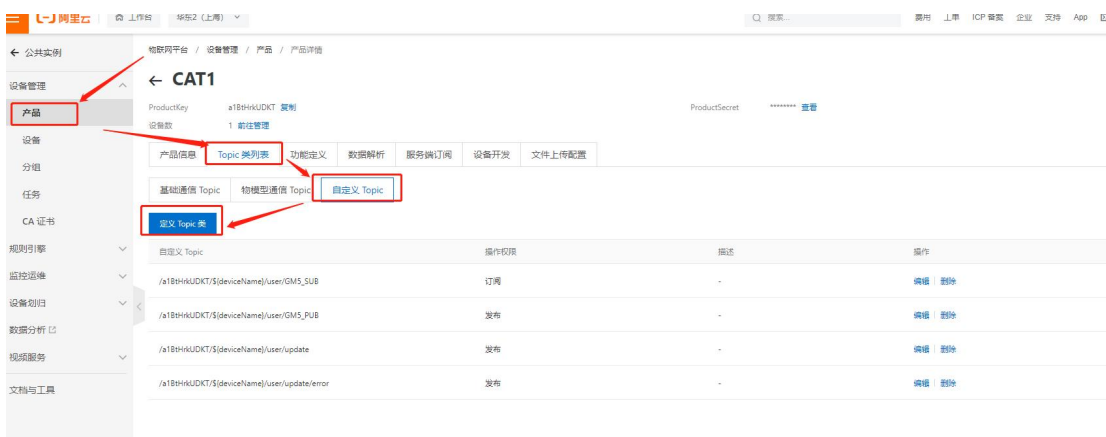 [-]阿里云 工作台 华东2（上海） 搜索... 费用 工单 ICP 备案 企业 支持 App
← 公共实例
物联网平台 / 设备管理 / 产品 / 产品详情
设备管理
← CAT1
产品
ProductKey a18tHrkUDKT 复制 ProductSecret ******** 查看
设备数 1 前往管理
设备
产品信息 Topic 类列表 功能定义 数据解析 服务端订阅 设备开发 文件上传配置
分组
任务
基础通信 Topic 物模型通信 Topic 自定义 Topic
CA 证书
定义 Topic 类
规则引擎
自定义 Topic 操作权限 描述 操作
监控运维
/a18tHrkUDKT/${deviceName}/user/GM5_SUB 订阅 - 编辑 删除
设备划归
/a18tHrkUDKT/${deviceName}/user/GM5_PUB 发布 - 编辑 删除
数据分析
/a18tHrkUDKT/${deviceName}/user/update 发布 - 编辑 删除
视频服务
/a18tHrkUDKT/${deviceName}/user/update/error 发布 - 编辑 删除
文档与工具